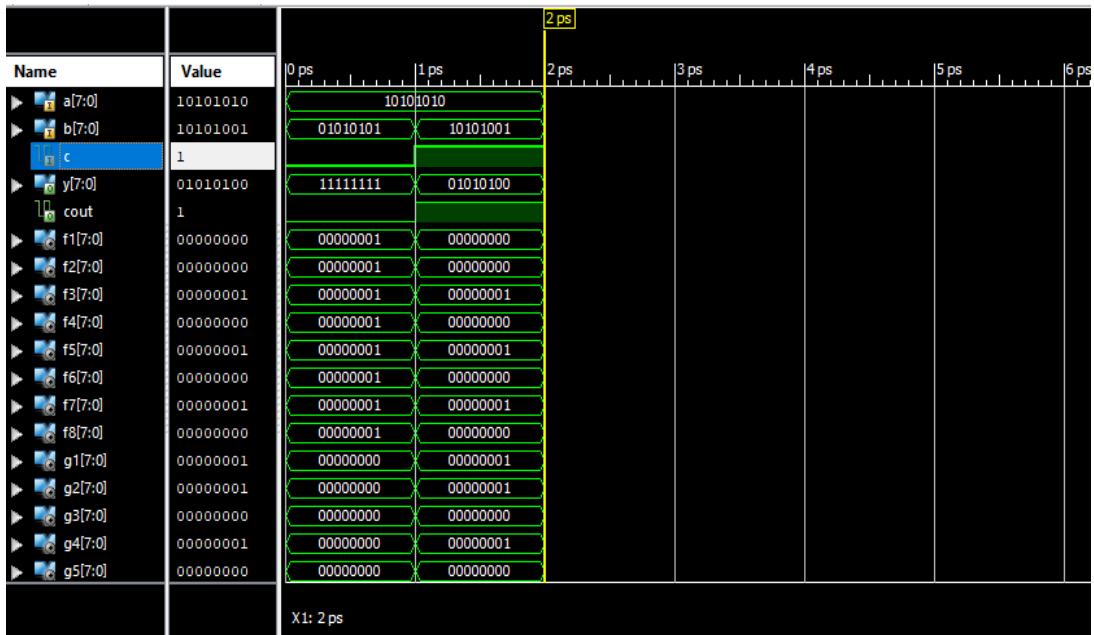 2 ps
Name Value 0 ps 1 ps 2 ps 3 ps 4 ps 5 ps 6 ps
a[7:0] 10101010 10101010
b[7:0] 10101001 01010101 10101001
c 1
y[7:0] 01010100 11111111 01010100
cout 1
f1[7:0] 00000000 00000001 00000000
f2[7:0] 00000000 00000001 00000000
f3[7:0] 00000001 00000001 00000001
f4[7:0] 00000000 00000001 00000000
f5[7:0] 00000001 00000001 00000001
f6[7:0] 00000000 00000001 00000000
f7[7:0] 00000001 00000001 00000001
f8[7:0] 00000000 00000001 00000000
g1[7:0] 00000001 00000000 00000001
g2[7:0] 00000001 00000000 00000001
g3[7:0] 00000000 00000000 00000000
g4[7:0] 00000001 00000000 00000001
g5[7:0] 00000000 00000000 00000000
X1: 2 ps